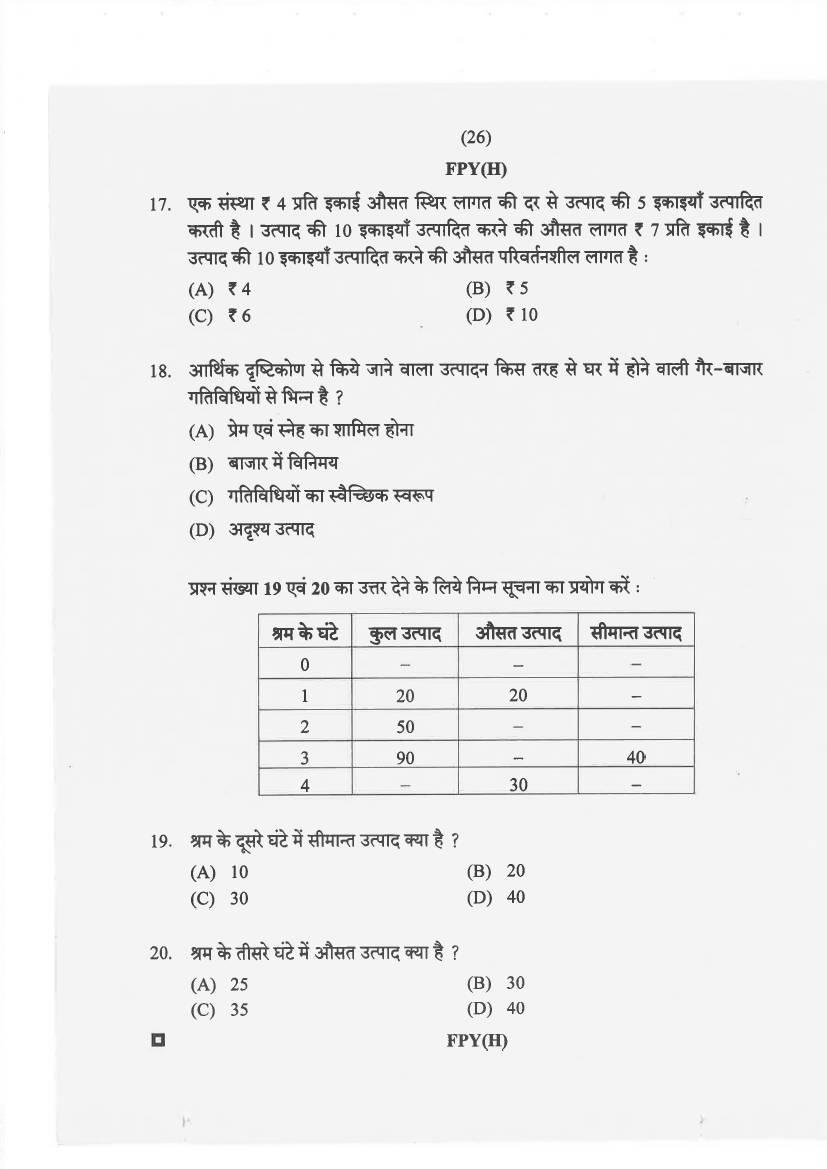 (26)
FPY(H)
17. एक संस्था ₹ 4 प्रति इकाई औसत स्थिर लागत की दर से उत्पाद की 5 इकाइयाँ उत्पादित
करती है । उत्पाद की 10 इकाइयाँ उत्पादित करने की औसत लागत ₹ 7 प्रति इकाई है ।
उत्पाद की 10 इकाइयाँ उत्पादित करने की औसत परिवर्तनशील लागत है :
(A) ₹ 4 (B) ₹ 5
(C) ₹ 6 (D) ₹ 10
18. आर्थिक दृष्टिकोण से किये जाने वाला उत्पादन किस तरह से घर में होने वाली गैर-बाजार
गतिविधियों से भिन्न है ?
(A) प्रेम एवं स्नेह का शामिल होना
(B) बाजार में विनिमय
(C) गतिविधियों का स्वैच्छिक स्वरूप
(D) अदृश्य उत्पाद
प्रश्न संख्या 19 एवं 20 का उत्तर देने के लिये निम्न सूचना का प्रयोग करें :
श्रम के घंटे कुल उत्पाद औसत उत्पाद सीमान्त उत्पाद
0 – – –
1 20 20 –
2 50 – –
3 90 – 40
4 – 30 –
19. श्रम के दूसरे घंटे में सीमान्त उत्पाद क्या है ?
(A) 10 (B) 20
(C) 30 (D) 40
20. श्रम के तीसरे घंटे में औसत उत्पाद क्या है ?
(A) 25 (B) 30
(C) 35 (D) 40
FPY(H)